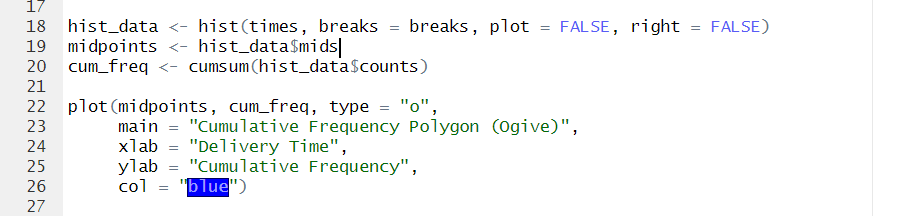 17
18 hist_data <- hist(times, breaks = breaks, plot = FALSE, right = FALSE)
19 midpoints <- hist_data$mids
20 cum_freq <- cumsum(hist_data$counts)
21
22 plot(midpoints, cum_freq, type = "o",
23      main = "Cumulative Frequency Polygon (Ogive)",
24      xlab = "Delivery Time",
25      ylab = "Cumulative Frequency",
26      col = "blue")
27